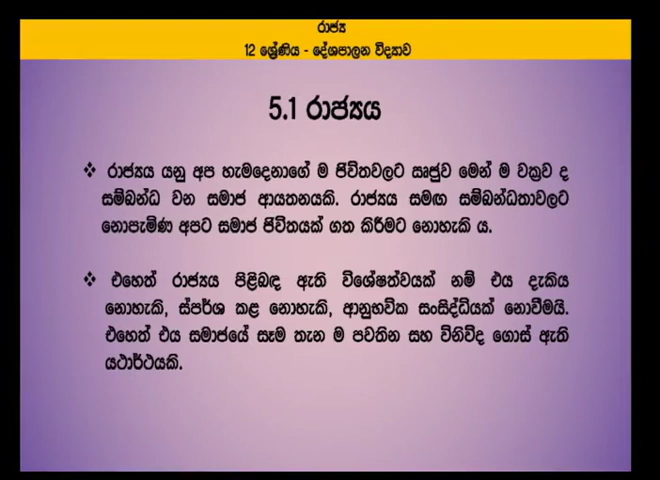 රාජ්‍ය
12 ශ්‍රේණිය - දේශපාලන විද්‍යාව
5.1 රාජ්‍යය
❖ රාජ්‍යය යනු අප හැමදෙනාගේ ම ජීවිතවලට ඍජුව මෙන් ම වක්‍රව ද
සම්බන්ධ වන සමාජ ආයතනයකි. රාජ්‍යය සමඟ සම්බන්ධතාවලට
නොපැමිණ අපට සමාජ ජීවිතයක් ගත කිරීමට නොහැකි ය.
❖ එහෙත් රාජ්‍යය පිළිබඳ ඇති විශේෂත්වයක් නම් එය දැකිය
නොහැකි, ස්පර්ශ කළ නොහැකි, ආනුභවික සංසිද්ධියක් නොවීමයි.
එහෙත් එය සමාජයේ සෑම තැන ම පවතින සහ විනිවිද ගොස් ඇති
යථාර්ථයකි.